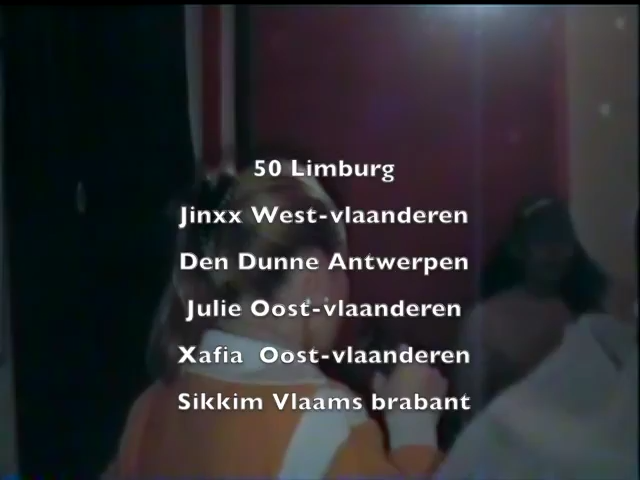 50 Limburg
Jinxx West-vlaanderen
Den Dunne Antwerpen
Julie Oost-vlaanderen
Xafia  Oost-vlaanderen
Sikkim Vlaams brabant